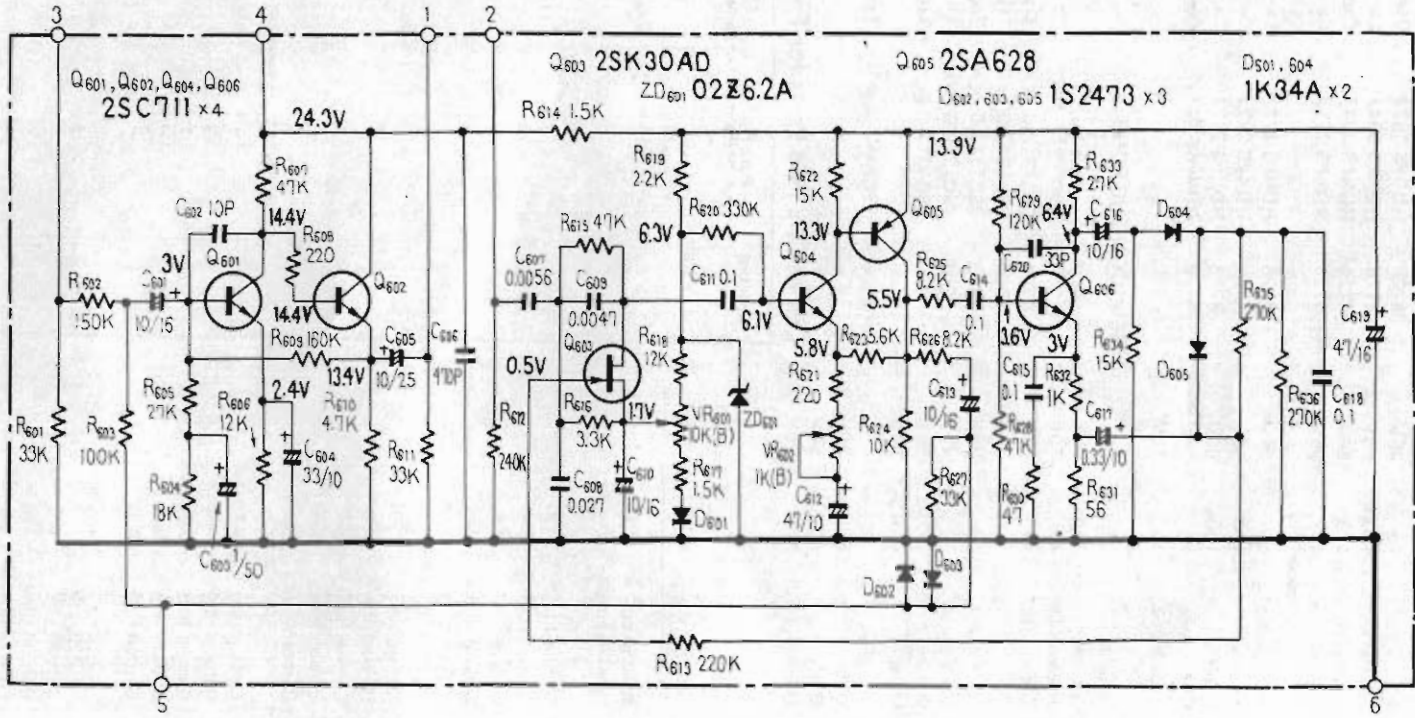 3
4
1
2
Q601, Q602, Q604, Q606
2SC711 x4
Q603 2SK30AD
ZD601 02Z6.2A
Q605 2SA628
D602, 603, 605 1S2473 x3
D601, 604
1K34A x2
24.3V
R614 1.5K
13.9V
R607
47K
C602 10P
14.4V
R608
220
3V
Q601
Q602
14.4V
R602
150K
C601
10/16
R609 160K
13.4V
C605
10/25
C606
470P
R605
27K
R606
12K
2.4V
R610
4.7K
R601
33K
R603
100K
R604
18K
C604
33/10
R611
33K
C603 1/50
C607
0.0056
R615 47K
C609
0.0047
Q603
0.5V
R612
240K
R616
3.3K
1.7V
C608
0.027
C610
10/16
R619
2.2K
6.3V
R620 330K
C611 0.1
6.1V
R618
12K
VR601
10K(B)
R617
1.5K
D601
ZD601
R622
15K
13.3V
Q605
Q604
5.8V
R623 5.6K
R621
220
VR602
1K(B)
C612
47/10
5.5V
R625
8.2K
C614
0.1
R626 8.2K
C613
10/16
R624
10K
R627
33K
D602
D603
R629
120K
6.4V
C620
33P
R633
27K
C616
10/16
D604
Q606
3.6V
3V
C615
0.1
R632
1K
R628
47K
R630
47
C617
0.33/10
R631
56
R634
15K
D605
R635
270K
R636
270K
C618
0.1
C619
47/16
R613 220K
5
6